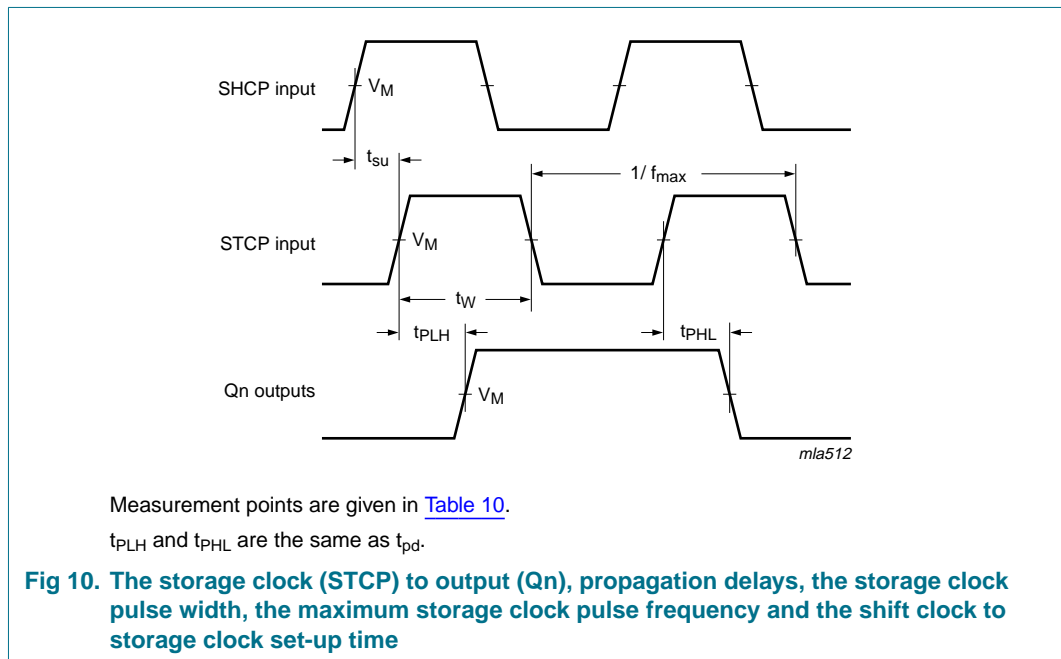 SHCP input
VM
tsu
1/ fmax
STCP input
VM
tW
tPLH
tPHL
Qn outputs
VM
mla512
Measurement points are given in Table 10.
tPLH and tPHL are the same as tpd.
Fig 10. The storage clock (STCP) to output (Qn), propagation delays, the storage clock
pulse width, the maximum storage clock pulse frequency and the shift clock to
storage clock set-up time